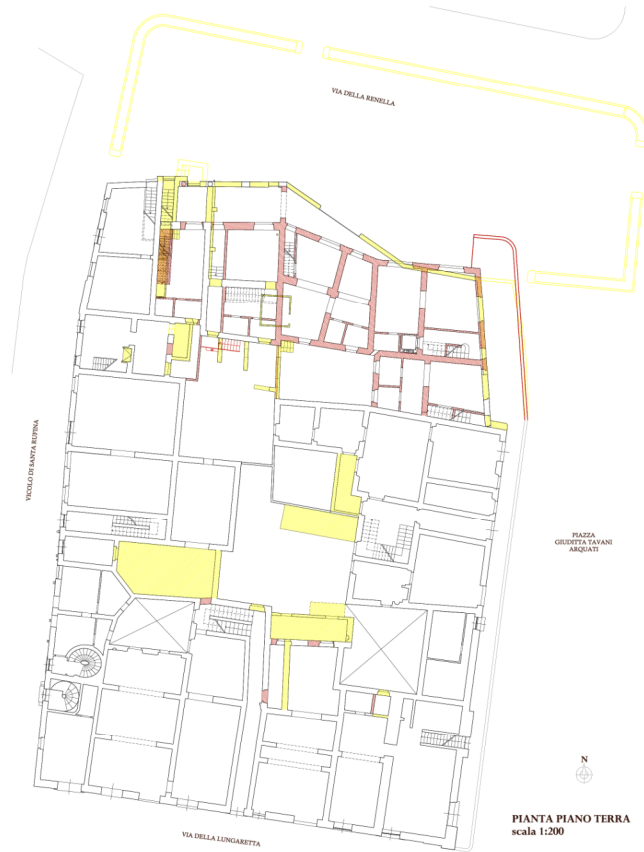 VIA DELLA RENELLA
VICOLO DI SANTA RUFINA
PIAZZA
GIUDITTA TAVANI
ARQUATI
N
PIANTA PIANO TERRA
scala 1:200
VIA DELLA LUNGARETTA